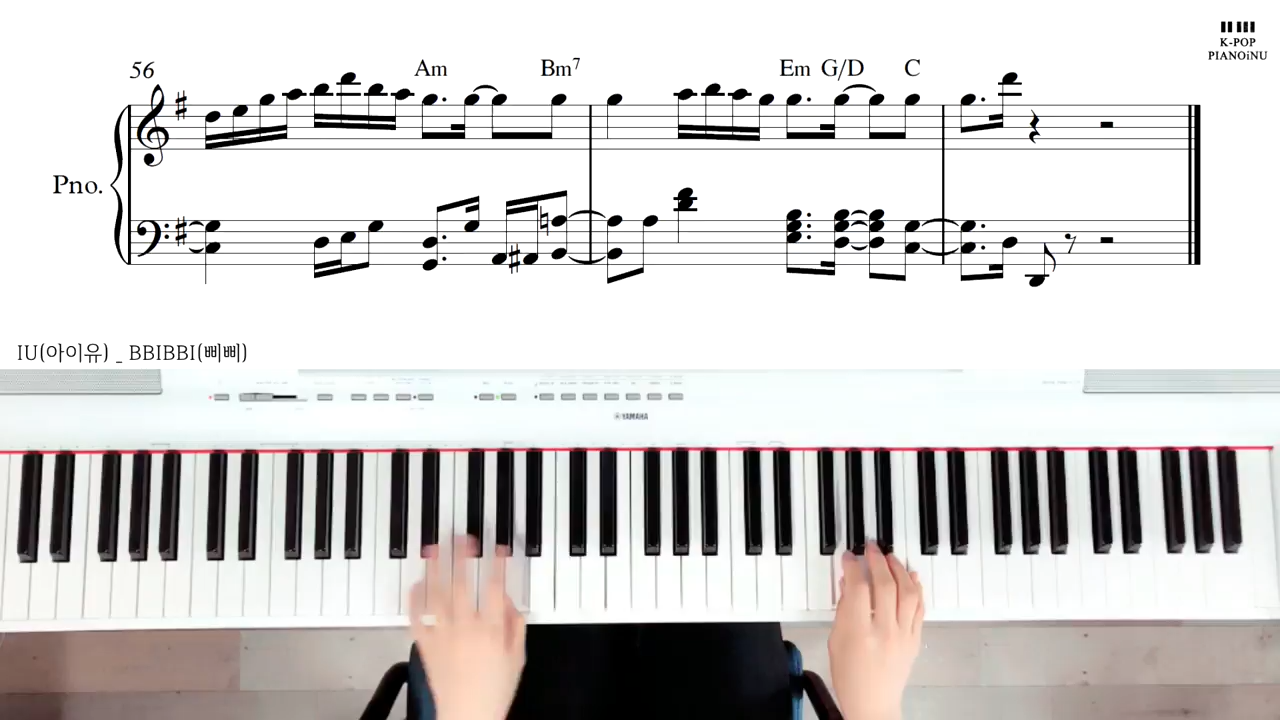 K-POP
PIANOiNU
56
Am Bm7 Em G/D C
Pno.
IU(아이유) _ BBIBBI(삐삐)
YAMAHA